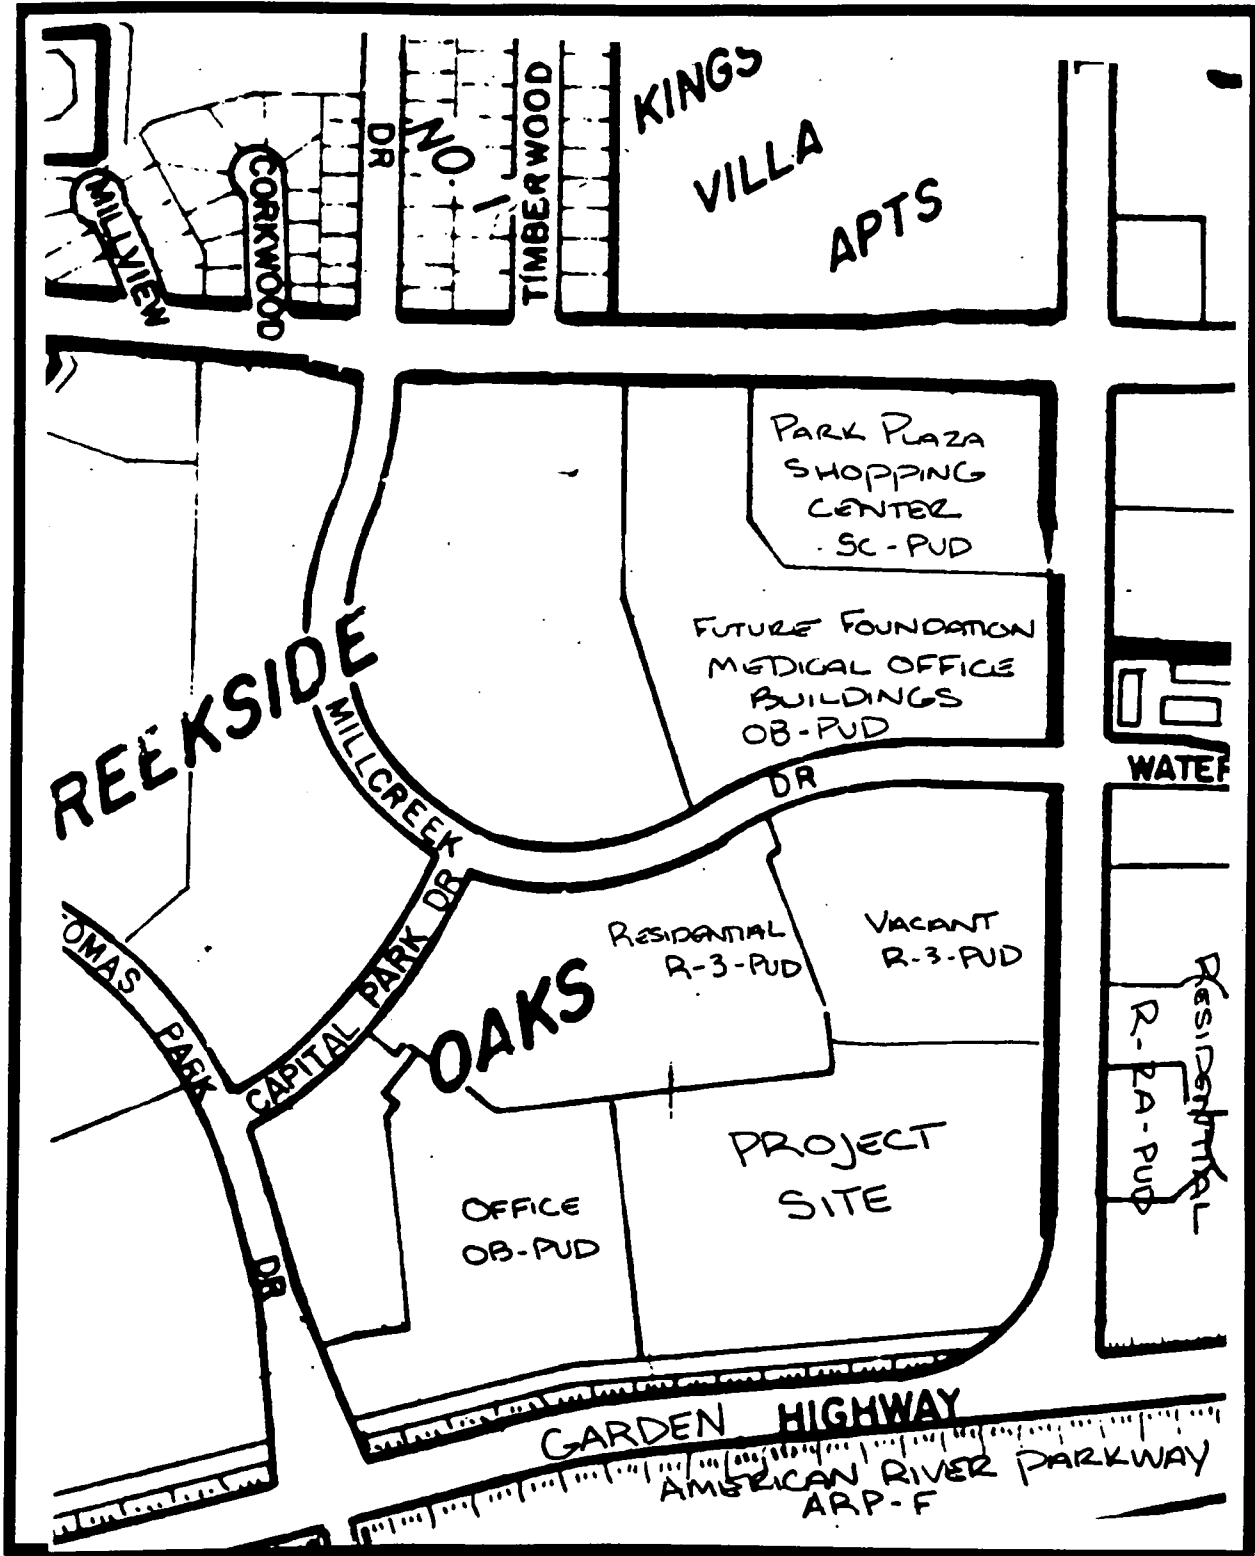 KINGS
VILLA
APTS
NO. 1
DR
TIMBERWOOD
CORKWOOD
MILLVIEW
PARK PLAZA
SHOPPING
CENTER
SC-PUD
FUTURE FOUNDATION
MEDICAL OFFICE
BUILDINGS
OB-PUD
REEKSIDE
OAKS
MILLCREEK
DR
WATER
CAPITAL PARK DR
OMAS PARK
DR
RESIDENTIAL
R-3-PUD
VACANT
R-3-PUD
RESIDENTIAL
R-2A-PUD
PROJECT
SITE
OFFICE
OB-PUD
GARDEN HIGHWAY
AMERICAN RIVER PARKWAY
ARP-F